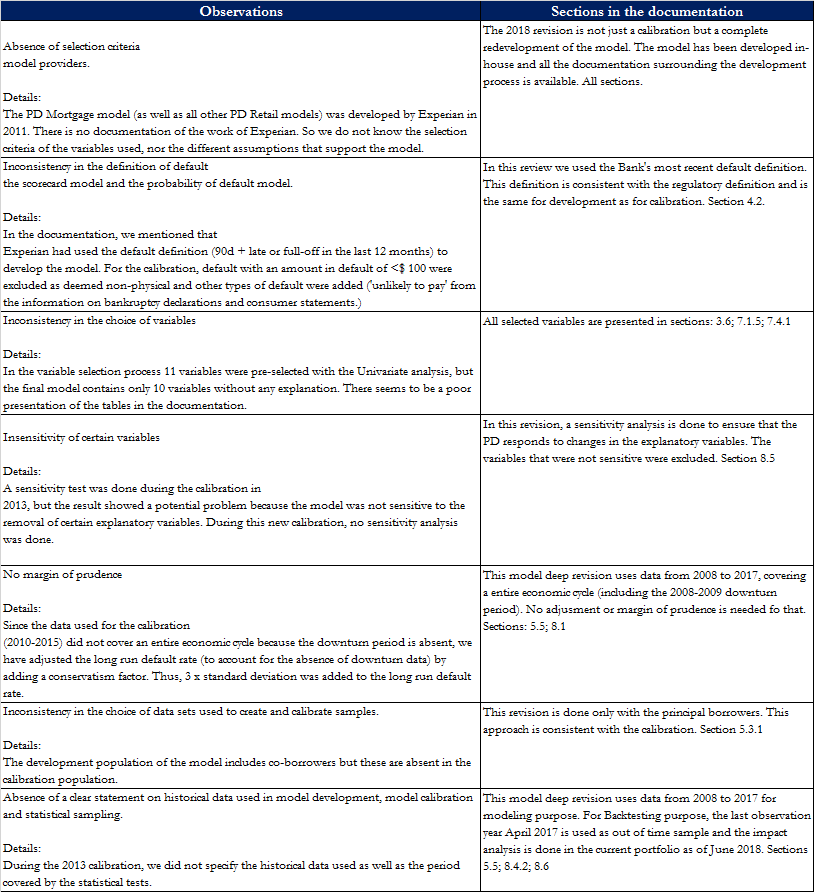 Observations
Sections in the documentation
Absence of selection criteria
model providers.
Details:
The PD Mortgage model (as well as all other PD Retail models) was developed by Experian in
2011. There is no documentation of the work of Experian. So we do not know the selection
criteria of the variables used, nor the different assumptions that support the model.
The 2018 revision is not just a calibration but a complete
redevelopment of the model. The model has been developed in-
house and all the documentation surrounding the development
process is available. All sections.
Inconsistency in the definition of default
the scorecard model and the probability of default model.
Details:
In the documentation, we mentioned that
Experian had used the default definition (90d + late or full-off in the last 12 months) to
develop the model. For the calibration, default with an amount in default of <$ 100 were
excluded as deemed non-physical and other types of default were added ('unlikely to pay' from
the information on bankruptcy declarations and consumer statements.)
In this review we used the Bank's most recent default definition.
This definition is consistent with the regulatory definition and is
the same for development as for calibration. Section 4.2.
Inconsistency in the choice of variables
Details:
In the variable selection process 11 variables were pre-selected with the Univariate analysis, but
the final model contains only 10 variables without any explanation. There seems to be a poor
presentation of the tables in the documentation.
All selected variables are presented in sections: 3.6; 7.1.5; 7.4.1
Insensitivity of certain variables
Details:
A sensitivity test was done during the calibration in
2013, but the result showed a potential problem because the model was not sensitive to the
removal of certain explanatory variables. During this new calibration, no sensitivity analysis
was done.
In this revision, a sensitivity analysis is done to ensure that the
PD responds to changes in the explanatory variables. The
variables that were not sensitive were excluded. Section 8.5
No margin of prudence
Details:
Since the data used for the calibration
(2010-2015) did not cover an entire economic cycle because the downturn period is absent, we
have adjusted the long run default rate (to account for the absence of downturn data) by
adding a conservatism factor. Thus, 3 x standard deviation was added to the long run default
rate.
This model deep revision uses data from 2008 to 2017, covering
a entire economic cycle (including the 2008-2009 downturn
period). No adjusment or margin of prudence is needed fo that.
Sections: 5.5; 8.1
Inconsistency in the choice of data sets used to create and calibrate samples.
Details:
The development population of the model includes co-borrowers but these are absent in the
calibration population.
This revision is done only with the principal borrowers. This
approach is consistent with the calibration. Section 5.3.1
Absence of a clear statement on historical data used in model development, model calibration
and statistical sampling.
Details:
During the 2013 calibration, we did not specify the historical data used as well as the period
covered by the statistical tests.
This model deep revision uses data from 2008 to 2017 for
modeling purpose. For Backtesting purpose, the last observation
year April 2017 is used as out of time sample and the impact
analysis is done in the current portfolio as of June 2018. Sections
5.5; 8.4.2; 8.6